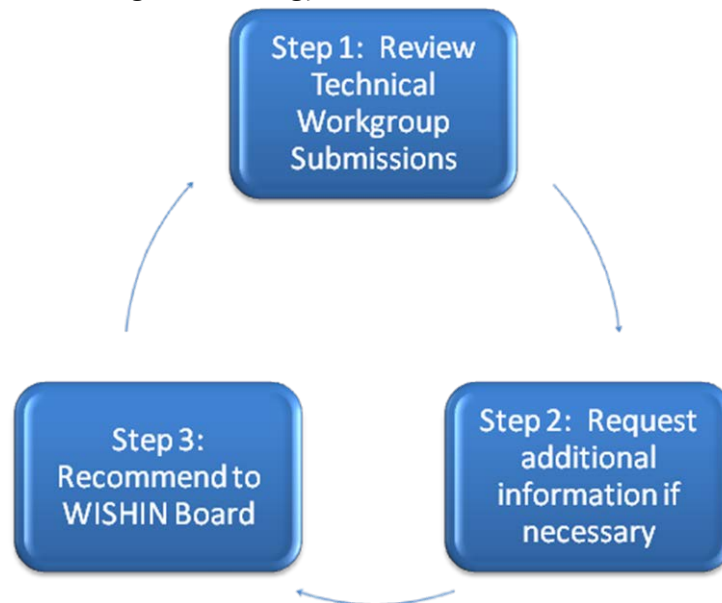 Step 1: Review
Technical
Workgroup
Submissions
Step 2: Request
additional
information if
necessary
Step 3:
Recommend to
WISHIN Board